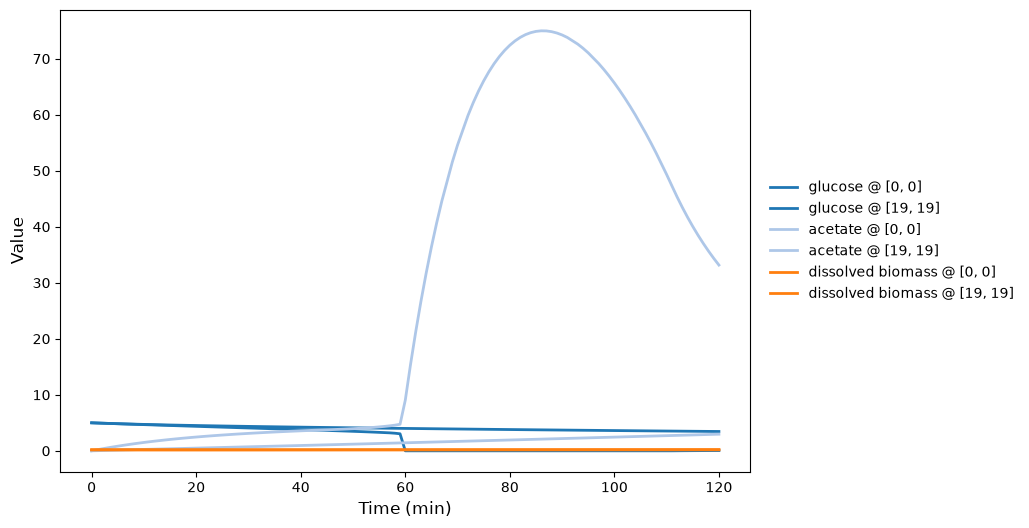 70
60
50
40
30
20
10
0
Value
0 20 40 60 80 100 120
Time (min)
glucose @ [0, 0]
glucose @ [19, 19]
acetate @ [0, 0]
acetate @ [19, 19]
dissolved biomass @ [0, 0]
dissolved biomass @ [19, 19]